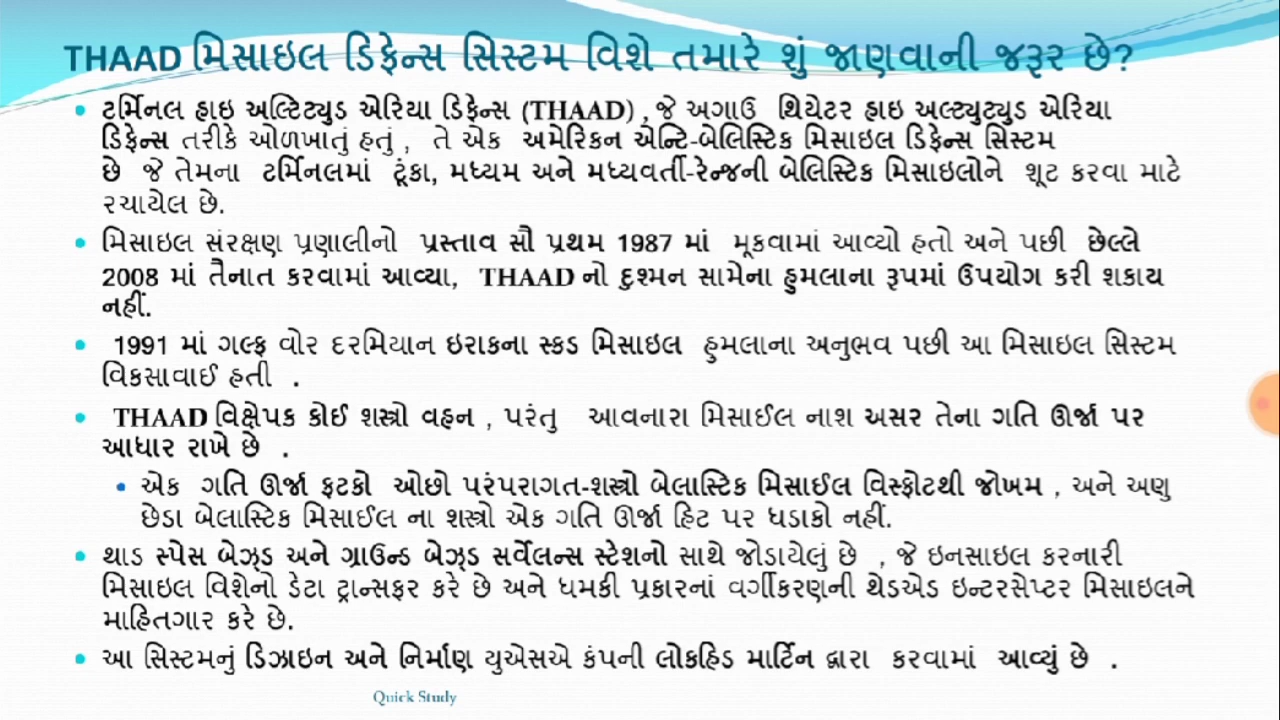 THAAD મિસાઇલ ડિફેન્સ સિસ્ટમ વિશે તમારે શું જાણવાની જરૂર છે?
• ટર્મિનલ હાઇ અલ્ટિટ્યુડ એરિયા ડિફેન્સ (THAAD) , જે અગાઉ થિયેટર હાઇ અલ્ટ્યુટ્યુડ એરિયા
ડિફેન્સ તરીકે ઓળખાતું હતું , તે એક અમેરિકન એન્ટિ-બેલિસ્ટિક મિસાઇલ ડિફેન્સ સિસ્ટમ
છે જે તેમના ટર્મિનલમાં ટૂંકા, મધ્યમ અને મધ્યવર્તી-રેન્જની બેલિસ્ટિક મિસાઇલોને શૂટ કરવા માટે
રચાયેલ છે.
• મિસાઇલ સંરક્ષણ પ્રણાલીનો પ્રસ્તાવ સૌ પ્રથમ 1987 માં મૂકવામાં આવ્યો હતો અને પછી છેલ્લે
2008 માં તૈનાત કરવામાં આવ્યા, THAAD નો દુશ્મન સામેના હુમલાના રૂપમાં ઉપયોગ કરી શકાય
નહીં.
• 1991 માં ગલ્ફ વોર દરમિયાન ઇરાકના સ્કડ મિસાઇલ હુમલાના અનુભવ પછી આ મિસાઇલ સિસ્ટમ
વિકસાવાઈ હતી .
• THAAD વિક્ષેપક કોઈ શસ્ત્રો વહન , પરંતુ આવનારા મિસાઈલ નાશ અસર તેના ગતિ ઊર્જા પર
આધાર રાખે છે .
• એક ગતિ ઊર્જા ફટકો ઓછો પરંપરાગત-શસ્ત્રો બેલાસ્ટિક મિસાઈલ વિસ્ફોટથી જોખમ , અને અણુ
છેડા બેલાસ્ટિક મિસાઈલ ના શસ્ત્રો એક ગતિ ઊર્જા હિટ પર ધડાકો નહીં.
• થાડ સ્પેસ બેઝ્ડ અને ગ્રાઉન્ડ બેઝ્ડ સર્વેલન્સ સ્ટેશનો સાથે જોડાયેલું છે , જે ઇનસાઇલ કરનારી
મિસાઇલ વિશેનો ડેટા ટ્રાન્સફર કરે છે અને ધમકી પ્રકારનાં વર્ગીકરણની થેડએડ ઇન્ટરસેપ્ટર મિસાઇલને
માહિતગાર કરે છે.
• આ સિસ્ટમનું ડિઝાઇન અને નિર્માણ યુએસએ કંપની લોકહિડ માર્ટિન દ્વારા કરવામાં આવ્યું છે .
Quick Study